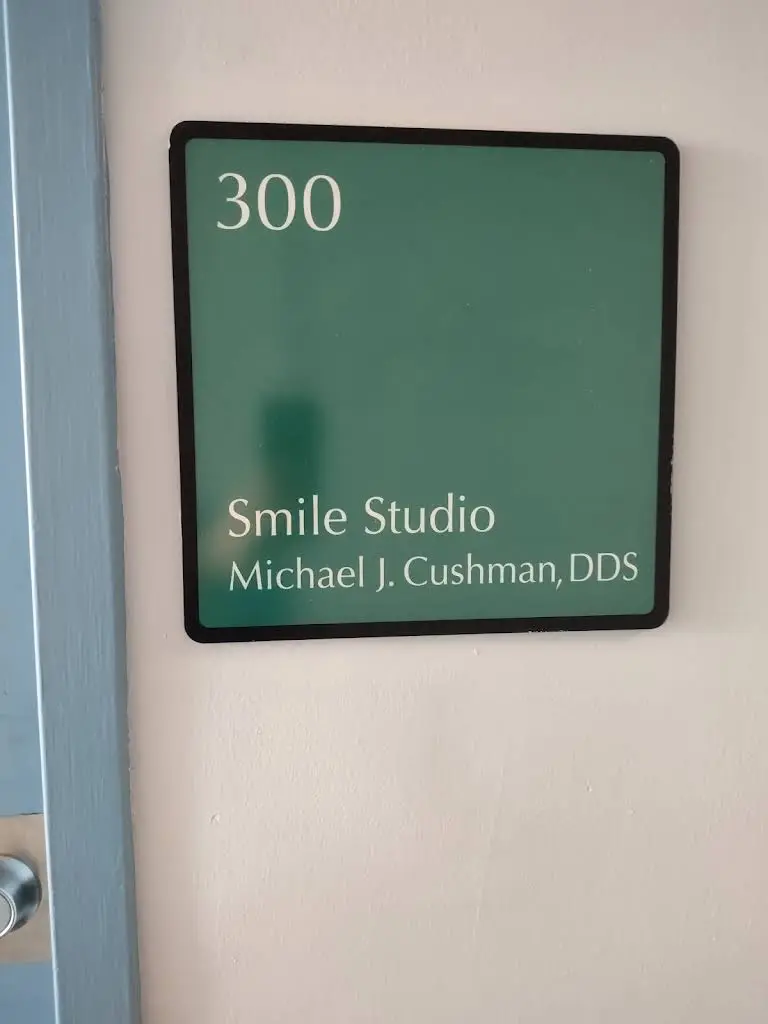 300
Smile Studio
Michael J. Cushman, DDS